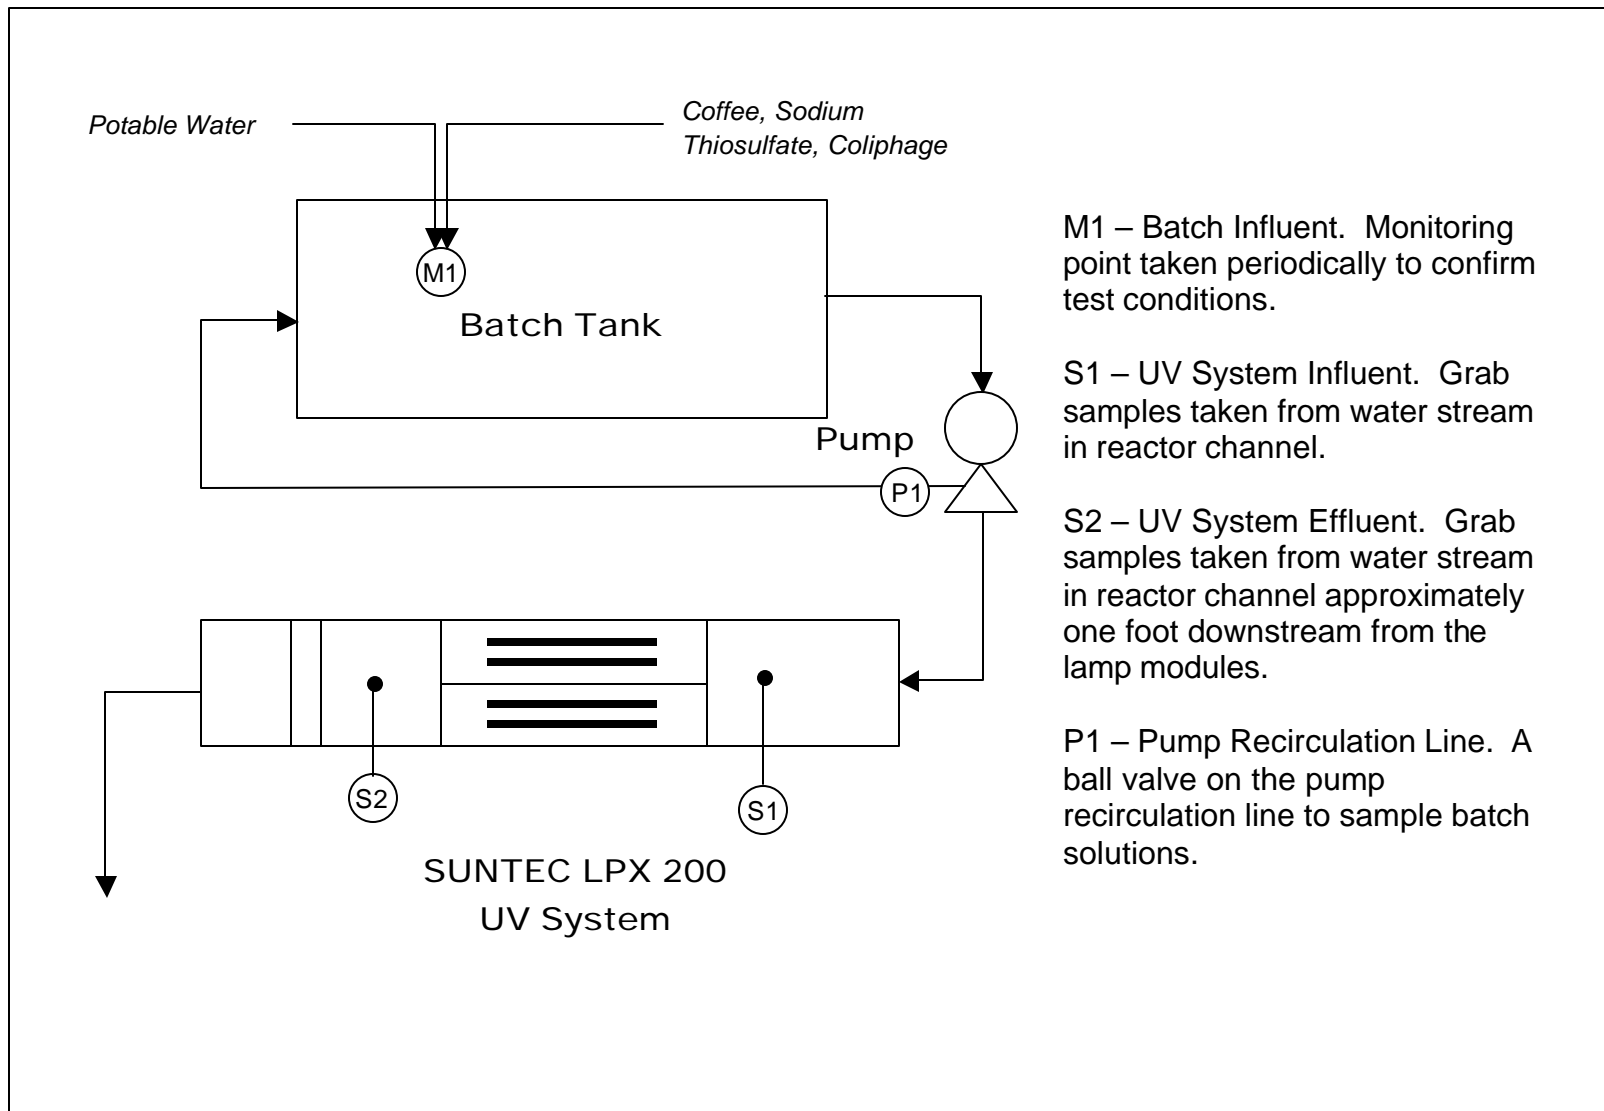 Potable Water
Coffee, Sodium
Thiosulfate, Coliphage
M1
Batch Tank
Pump
P1
S2
S1
SUNTEC LPX 200
UV System
M1 – Batch Influent.  Monitoring
point taken periodically to confirm
test conditions.
S1 – UV System Influent.  Grab
samples taken from water stream
in reactor channel.
S2 – UV System Effluent.  Grab
samples taken from water stream
in reactor channel approximately
one foot downstream from the
lamp modules.
P1 – Pump Recirculation Line.  A
ball valve on the pump
recirculation line to sample batch
solutions.